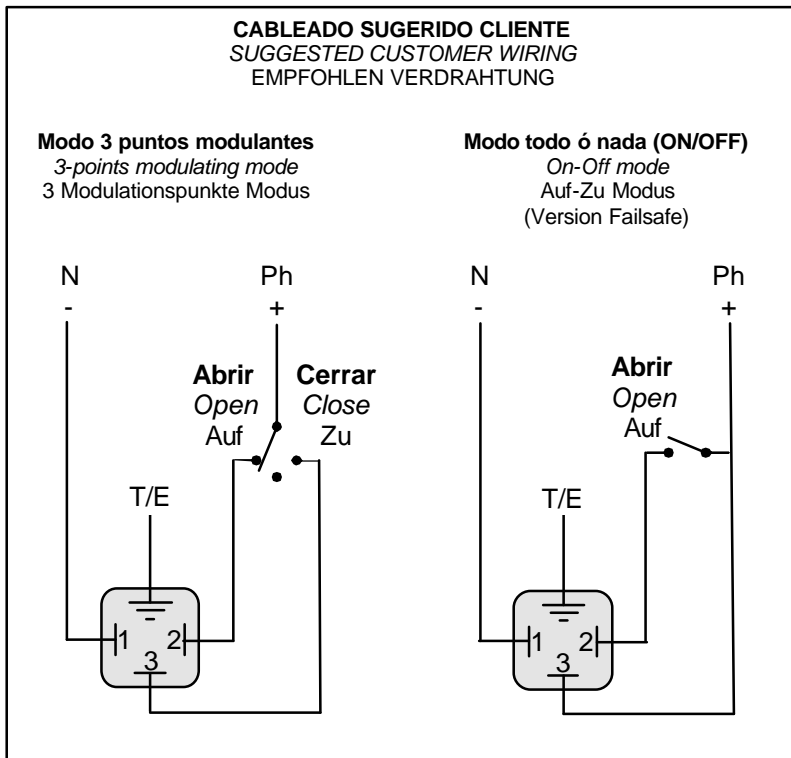 CABLEADO SUGERIDO CLIENTE
SUGGESTED CUSTOMER WIRING
EMPFOHLEN VERDRAHTUNG
Modo 3 puntos modulantes
3-points modulating mode
3 Modulationspunkte Modus
N
Ph
-
+
Abrir
Open
Auf
Cerrar
Close
Zu
T/E
1
2
3
Modo todo ó nada (ON/OFF)
On-Off mode
Auf-Zu Modus
(Version Failsafe)
N
Ph
-
+
Abrir
Open
Auf
T/E
1
2
3